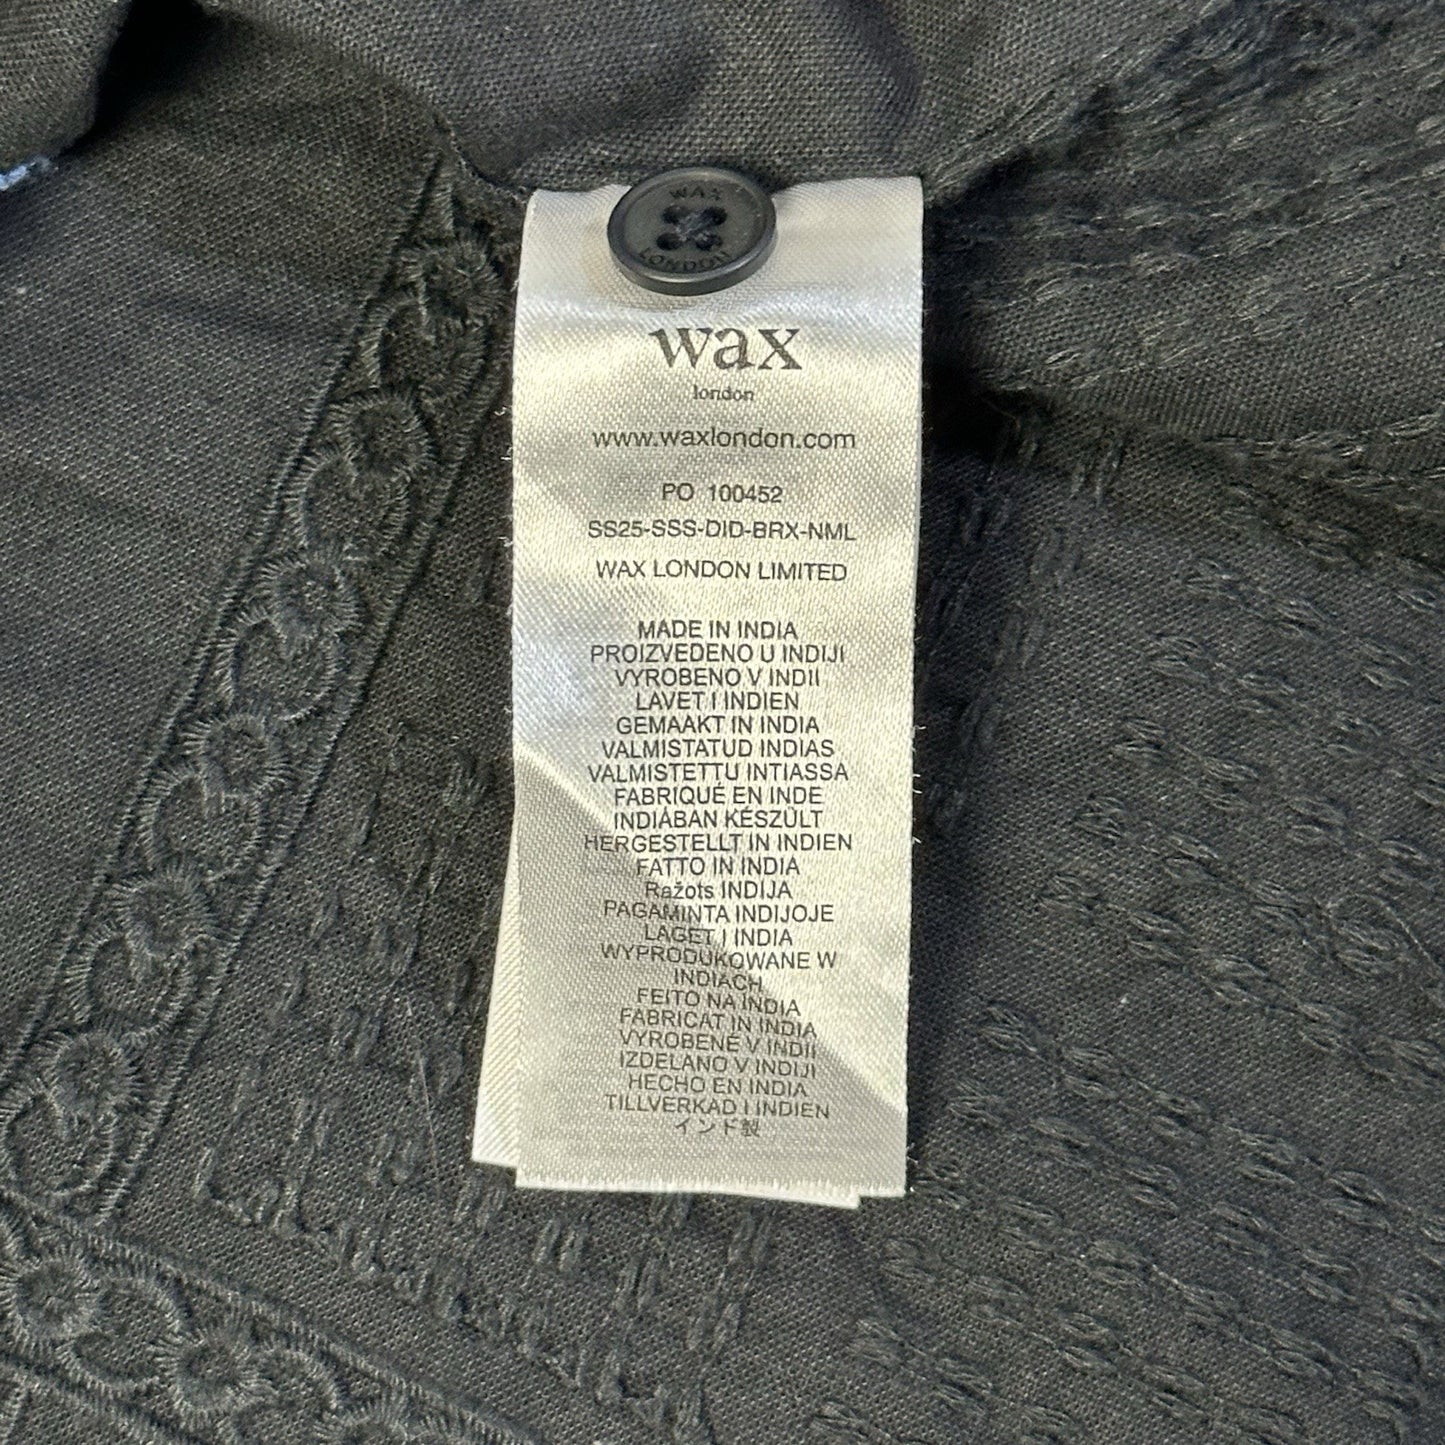 WAX
LONDON
wax
london
www.waxlondon.com
PO 100452
SS25-SSS-DID-BRX-NML
WAX LONDON LIMITED
MADE IN INDIA
PROIZVEDENO U INDIJI
VYROBENO V INDII
LAVET I INDIEN
GEMAAKT IN INDIA
VALMISTATUD INDIAS
VALMISTETTU INTIASSA
FABRIQUÉ EN INDE
INDIÁBAN KÉSZÜLT
HERGESTELLT IN INDIEN
FATTO IN INDIA
Ražots INDIJA
PAGAMINTA INDIJOJE
LAGET I INDIA
WYPRODUKOWANE W
INDIACH
FEITO NA ÍNDIA
FABRICAT IN INDIA
VYROBENÉ V INDII
IZDELANO V INDIJI
HECHO EN INDIA
TILLVERKAD I INDIEN
インド製